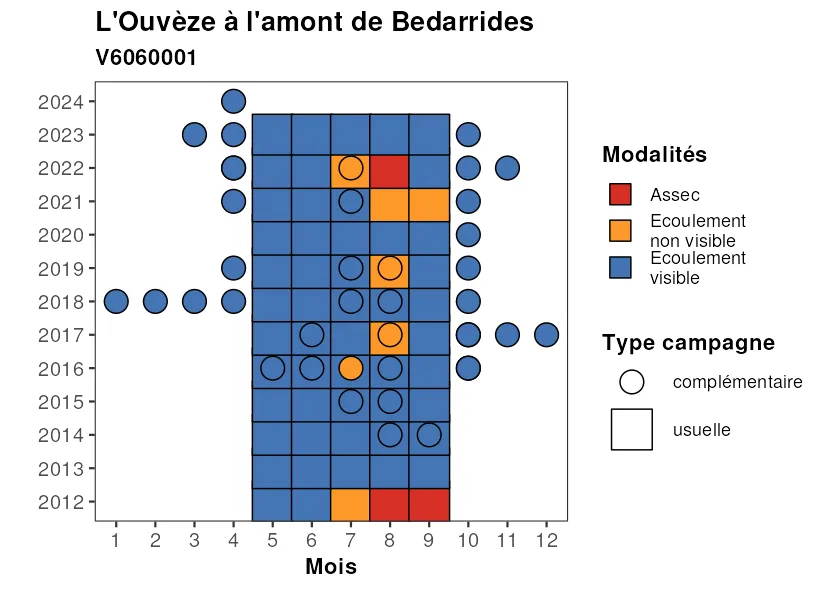 L'Ouvèze à l'amont de Bedarrides
V6060001
2024
2023
2022
2021
2020
2019
2018
2017
2016
2015
2014
2013
2012
1 2 3 4 5 6 7 8 9 10 11 12
Mois
Modalités
Assec
Ecoulement
non visible
Ecoulement
visible
Type campagne
complémentaire
usuelle